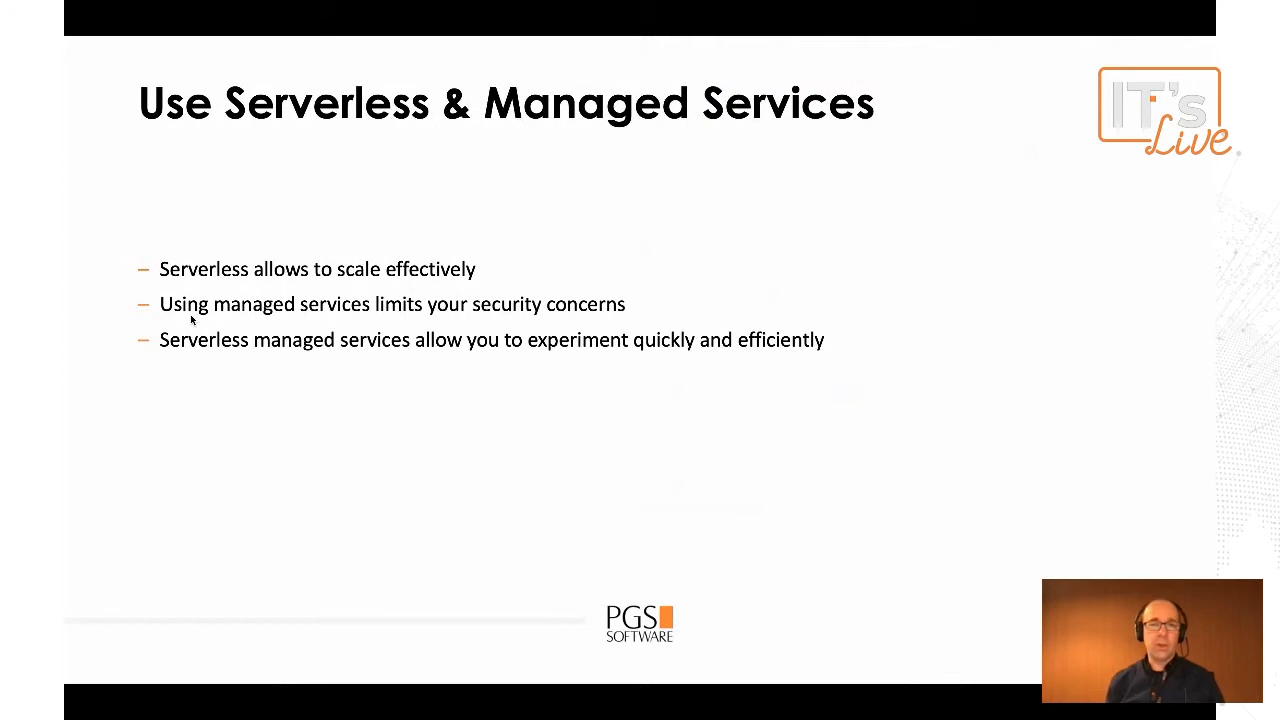 Use Serverless & Managed Services
IT's
Live
– Serverless allows to scale effectively
– Using managed services limits your security concerns
– Serverless managed services allow you to experiment quickly and efficiently
PGS
SOFTWARE